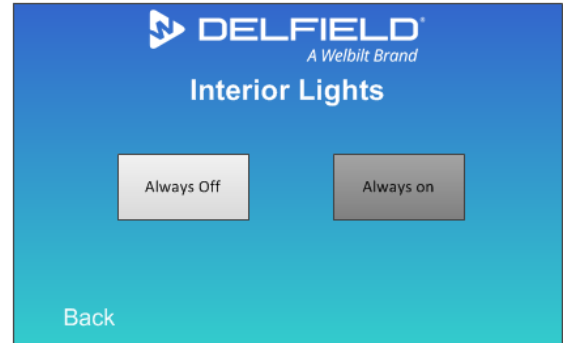 DELFIELD®
A Welbilt Brand
Interior Lights
Always Off
Always on
Back